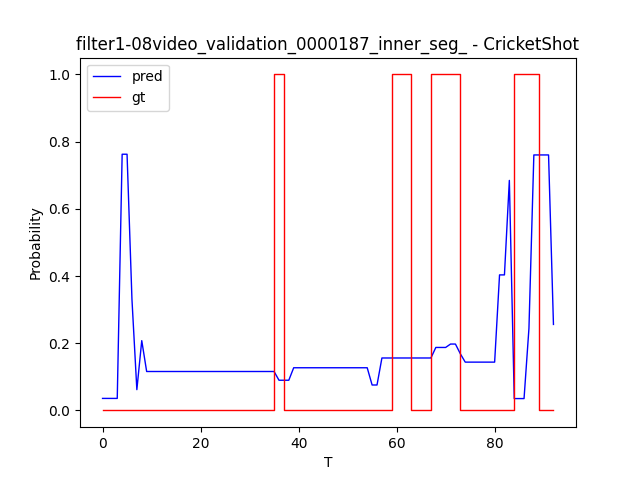 filter1-08video_validation_0000187_inner_seg_ - CricketShot
pred
gt
1.0
0.8
0.6
0.4
0.2
0.0
Probability
0
20
40
60
80
T